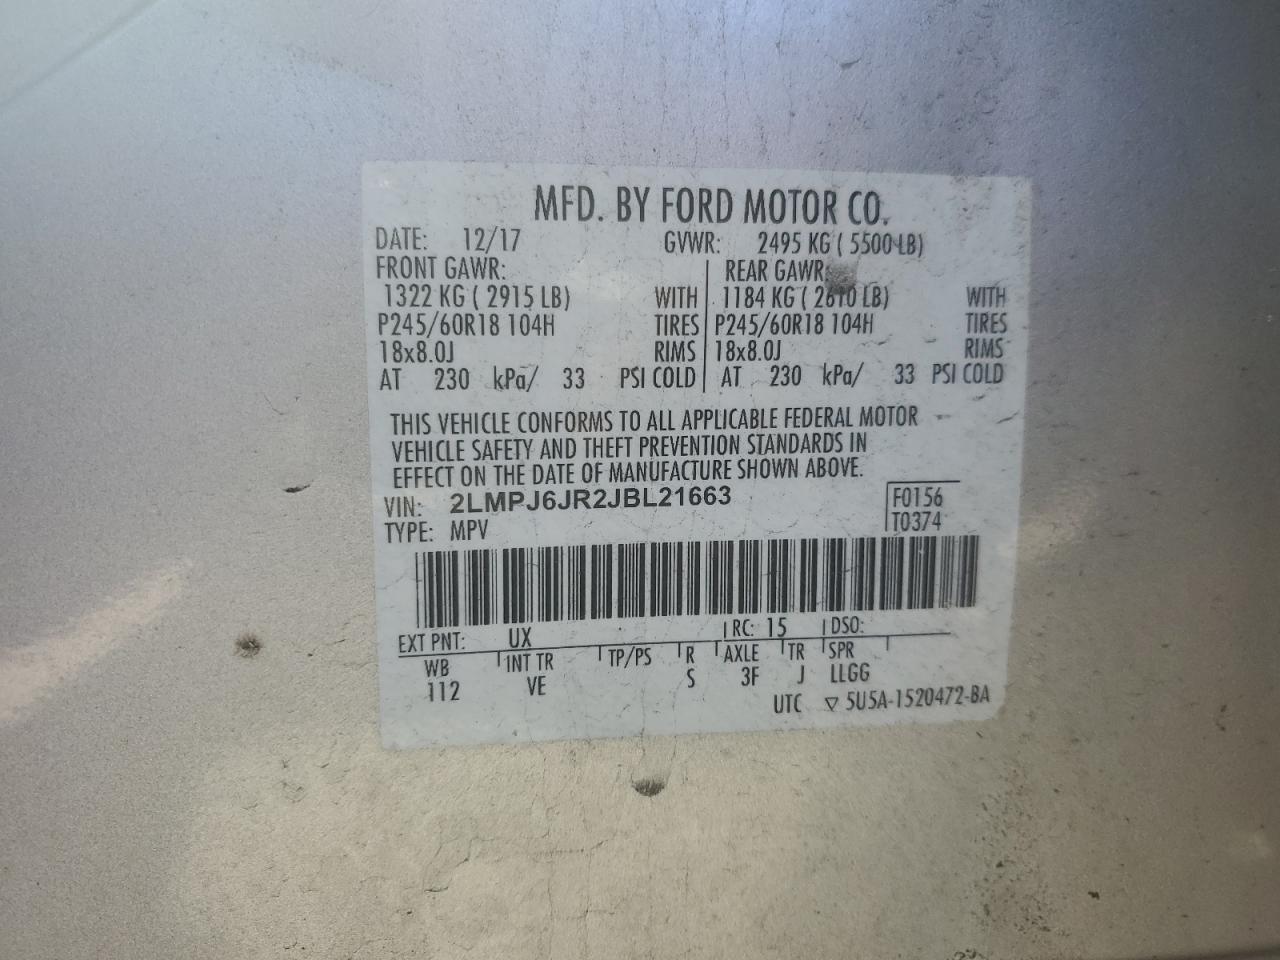 MFD. BY FORD MOTOR CO.
DATE: 12/17 GVWR: 2495 KG ( 5500 LB)
FRONT GAWR: REAR GAWR:
1322 KG ( 2915 LB) WITH 1184 KG ( 2610 LB) WITH
P245/60R18 104H TIRES P245/60R18 104H TIRES
18x8.0J RIMS 18x8.0J RIMS
AT 230 kPa/ 33 PSI COLD AT 230 kPa/ 33 PSI COLD
THIS VEHICLE CONFORMS TO ALL APPLICABLE FEDERAL MOTOR
VEHICLE SAFETY AND THEFT PREVENTION STANDARDS IN
EFFECT ON THE DATE OF MANUFACTURE SHOWN ABOVE.
VIN: 2LMPJ6JR2JBL21663 F0156
TYPE: MPV T0374
EXT PNT: UX RC: 15 DSO:
WB INT TR TP/PS R AXLE TR SPR
112 VE S 3F J LLGG
UTC ▽ 5U5A-1520472-BA